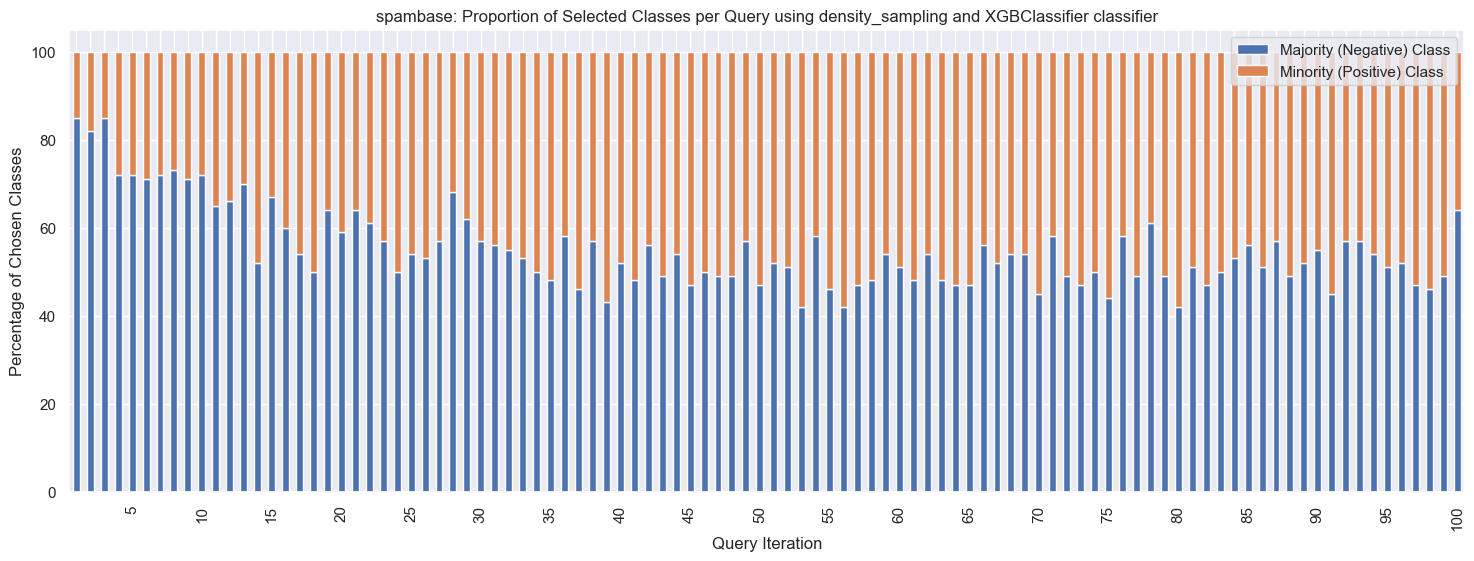 spambase: Proportion of Selected Classes per Query using density_sampling and XGBClassifier classifier
Majority (Negative) Class
Minority (Positive) Class
Percentage of Chosen Classes
100
80
60
40
20
0
5 10 15 20 25 30 35 40 45 50 55 60 65 70 75 80 85 90 95 100
Query Iteration